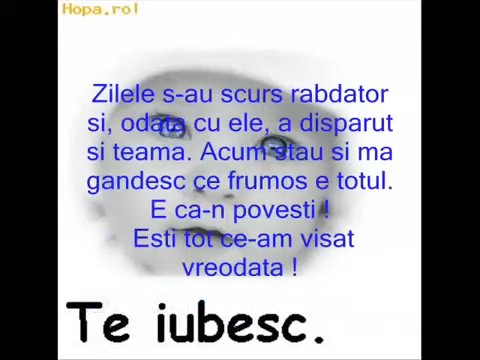 Hopa.ro!
Zilele s-au scurs rabdator
si, odata cu ele, a disparut
si teama. Acum stau si ma
gandesc ce frumos e totul.
E ca-n povesti !
Esti tot ce-am visat
vreodata !
Te iubesc.